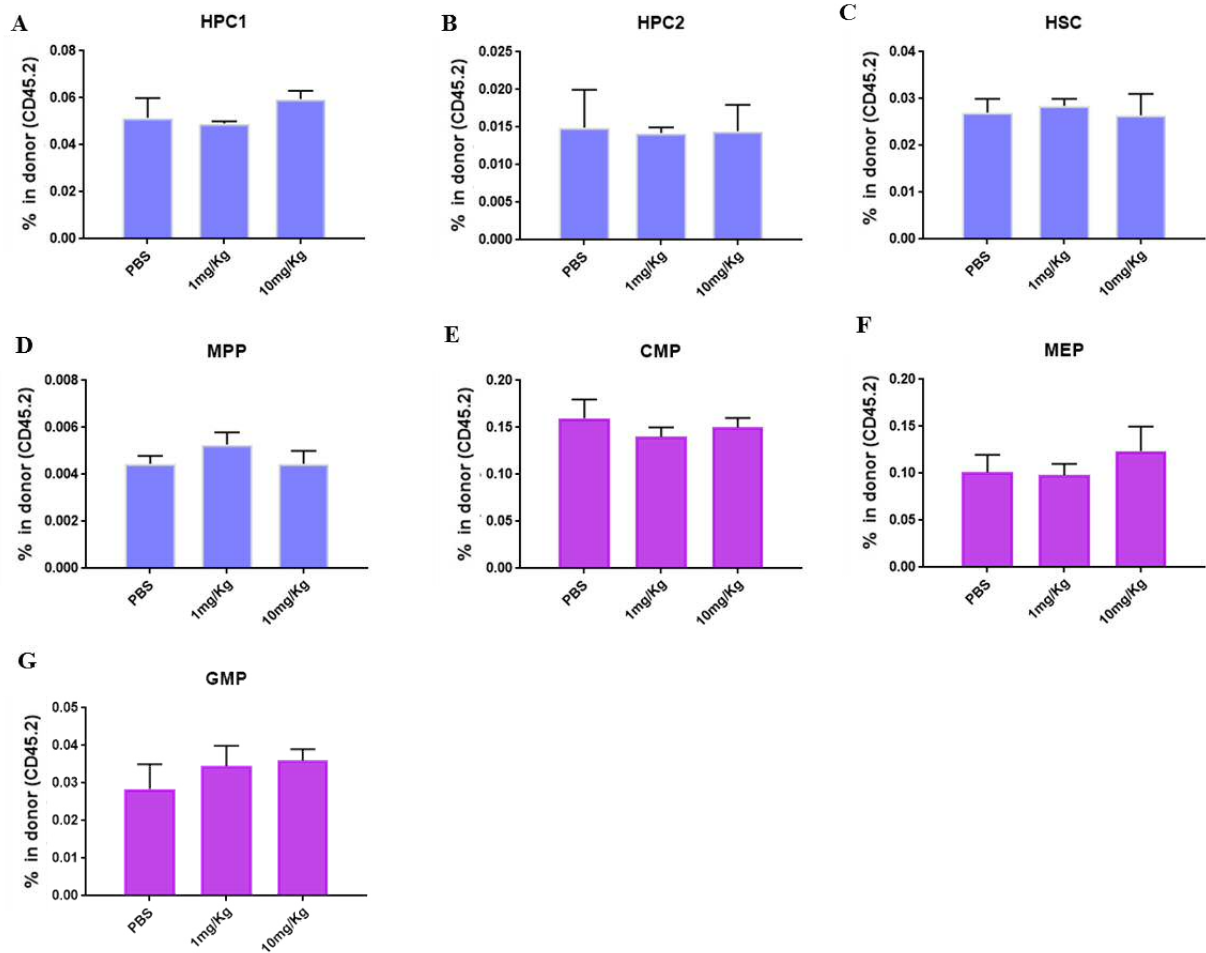 A
HPC1
% in donor (CD45.2)
0.08
0.06
0.04
0.02
0.00
PBS
1mg/Kg
10mg/Kg
B
HPC2
% in donor (CD45.2)
0.025
0.020
0.015
0.010
0.005
0.000
PBS
1mg/Kg
10mg/Kg
C
HSC
% in donor (CD45.2)
0.04
0.03
0.02
0.01
0.00
PBS
1mg/Kg
10mg/Kg
D
MPP
% in donor (CD45.2)
0.008
0.006
0.004
0.002
0.000
PBS
1mg/Kg
10mg/Kg
E
CMP
% in donor (CD45.2)
0.20
0.15
0.10
0.05
0.00
PBS
1mg/Kg
10mg/Kg
F
MEP
% in donor (CD45.2)
0.20
0.15
0.10
0.05
0.00
PBS
1mg/Kg
10mg/Kg
G
GMP
% in donor (CD45.2)
0.05
0.04
0.03
0.02
0.01
0.00
PBS
1mg/Kg
10mg/Kg